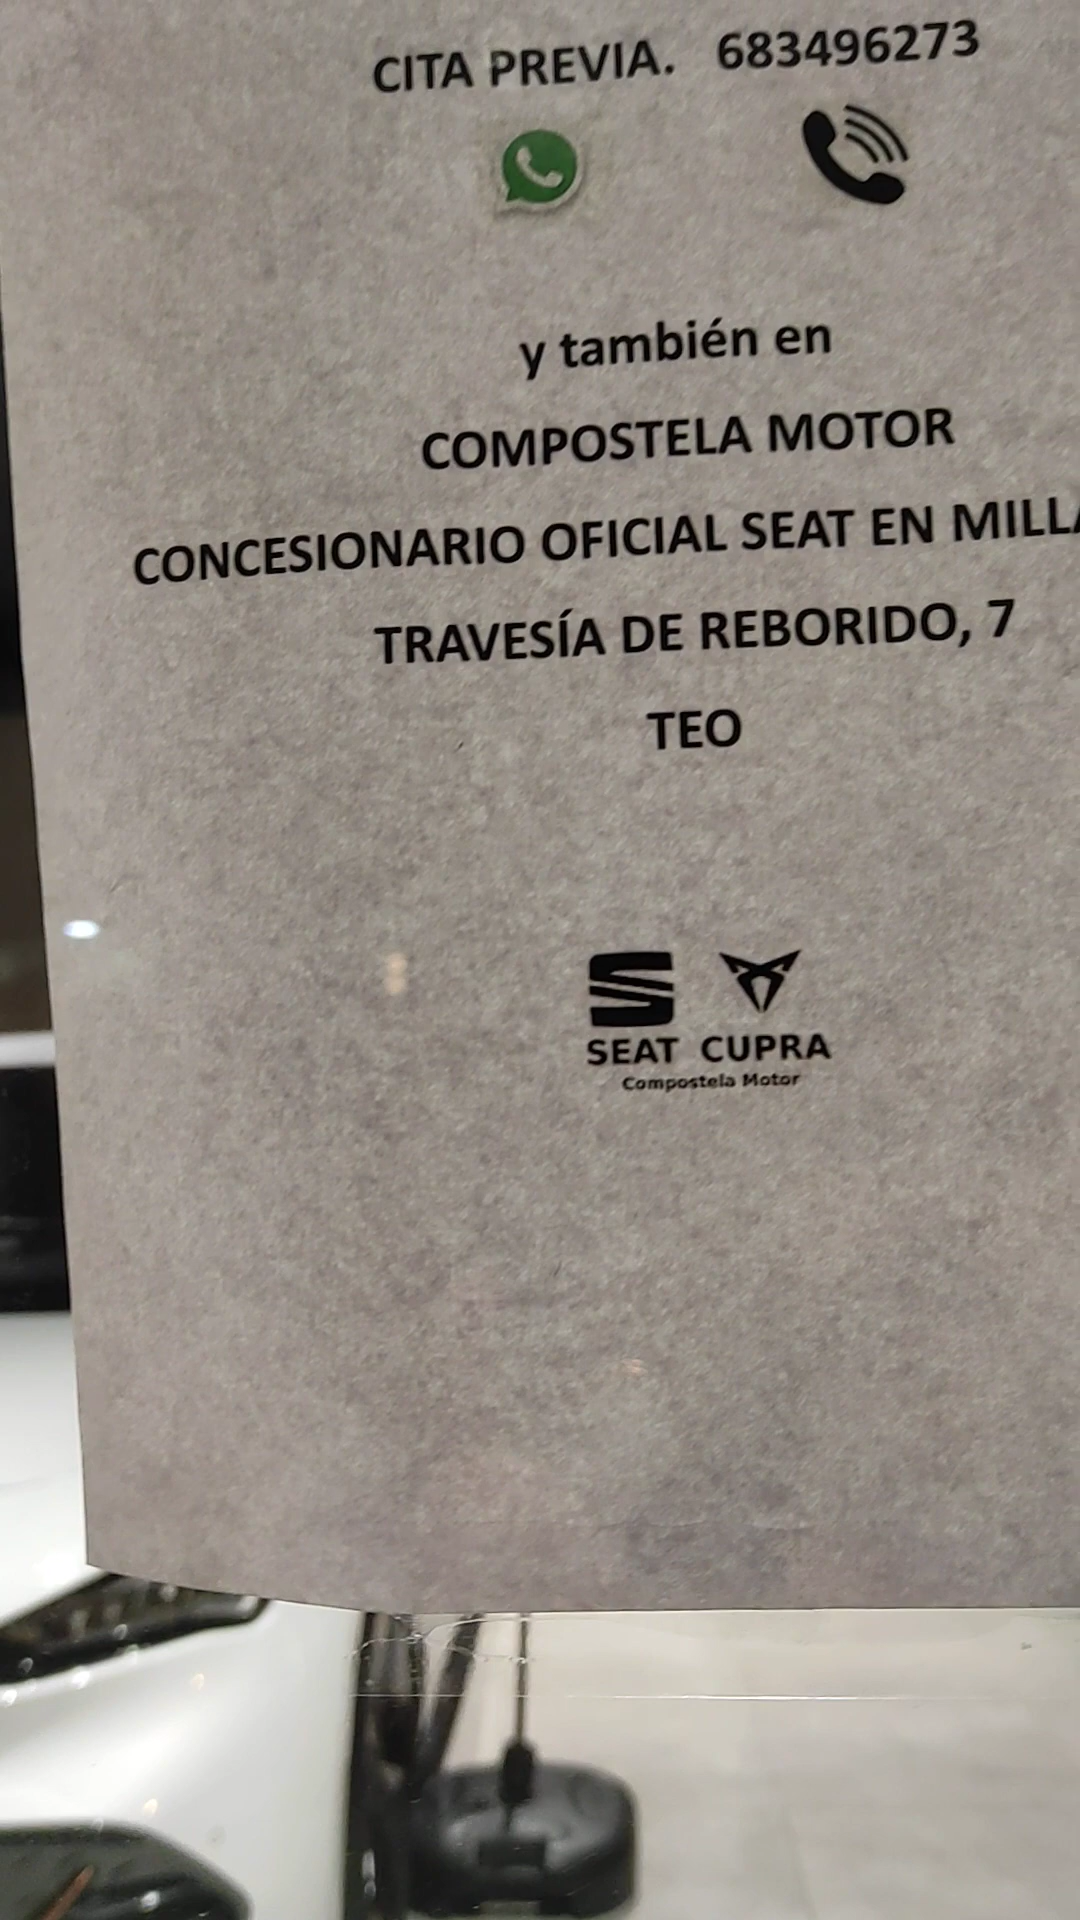 CITA PREVIA. 683496273
y también en
COMPOSTELA MOTOR
CONCESIONARIO OFICIAL SEAT EN
TRAVESÍA DE REBORIDO, 7
TEO
SEAT CUPRA
Compostela Motor